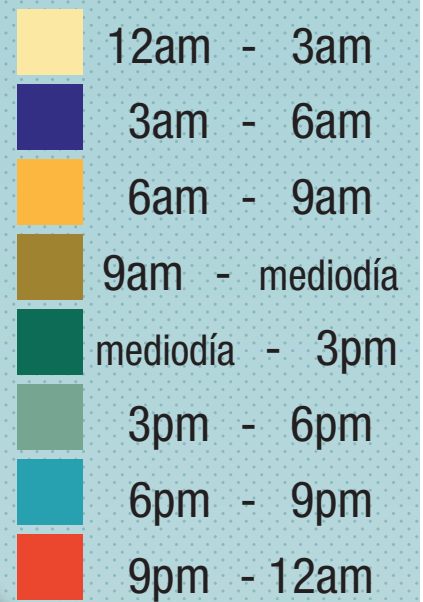 12am - 3am
3am - 6am
6am - 9am
9am - mediodía
mediodía - 3pm
3pm - 6pm
6pm - 9pm
9pm - 12am